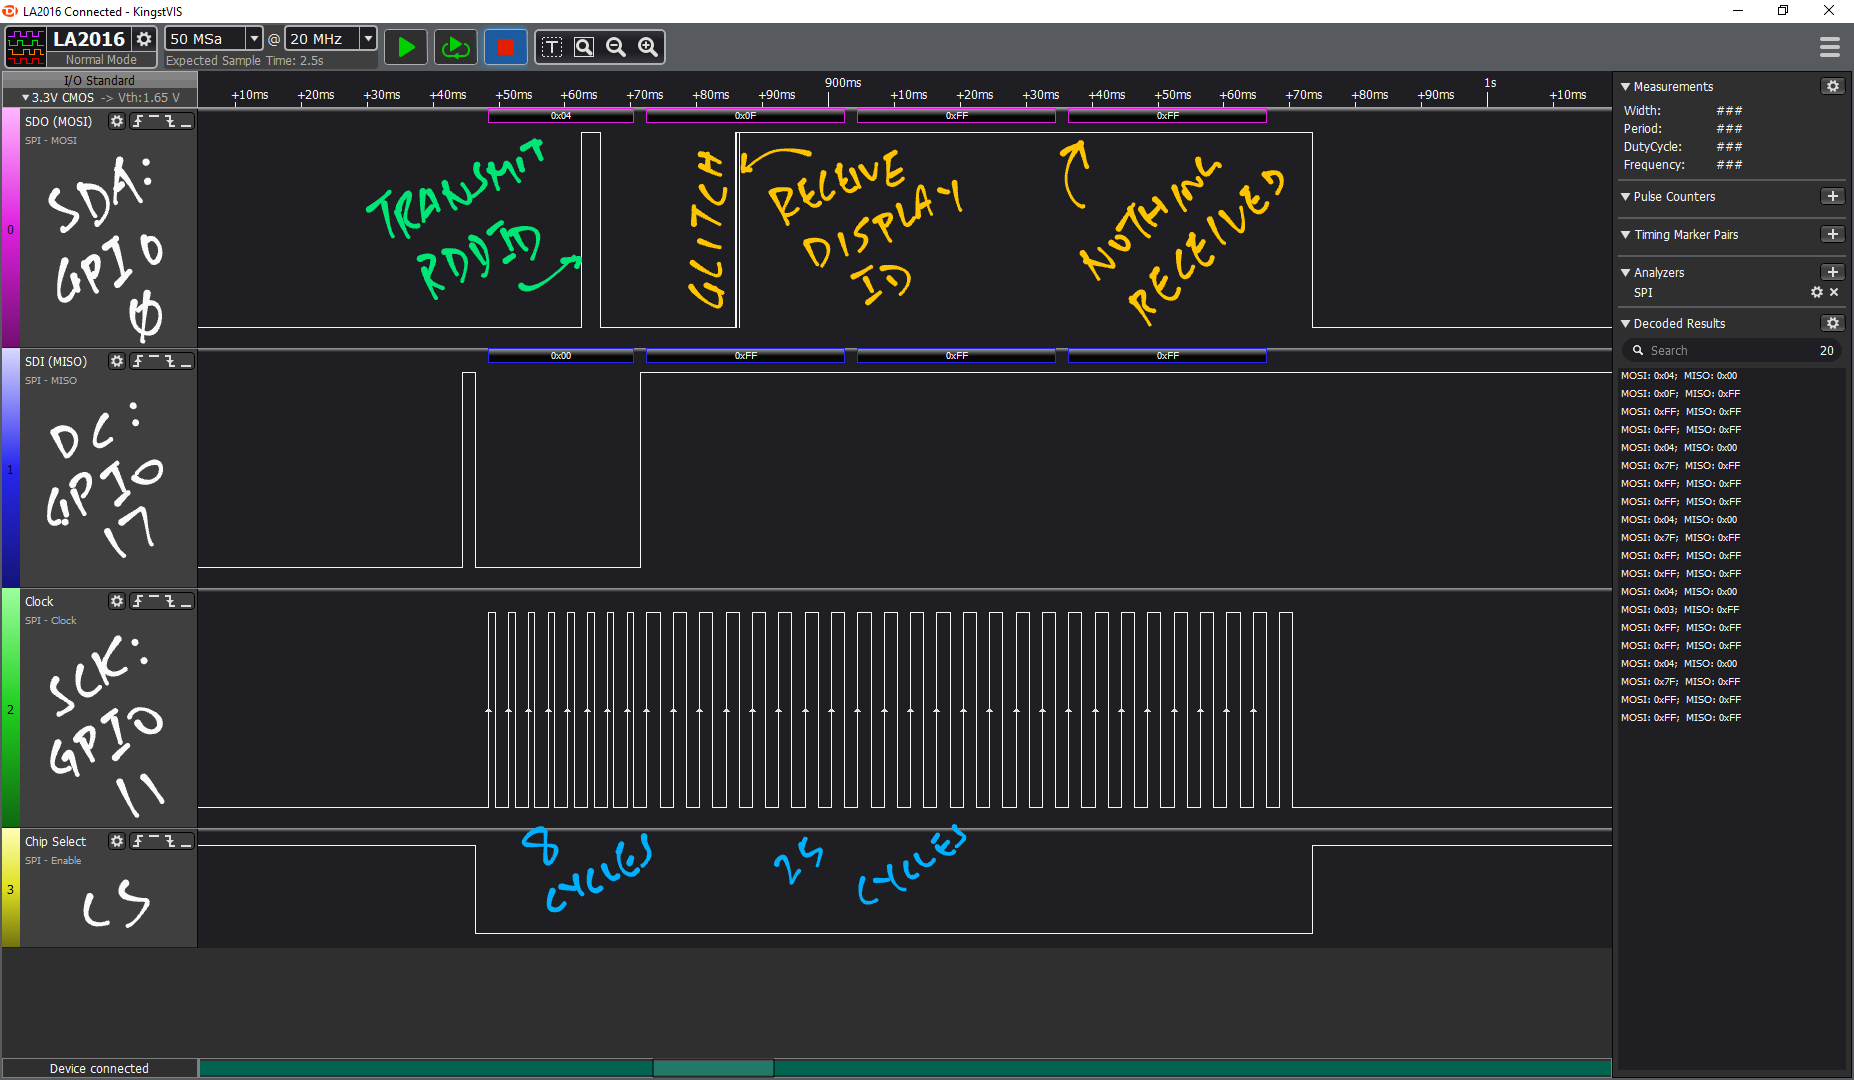 LA2016 Connected - KingstVIS
LA2016
Normal Mode
50 MSa @ 20 MHz
Expected Sample Time: 2.5s
T
I/O Standard
3.3V CMOS -> Vth:1.65 V
900ms 1s
+10ms +20ms +30ms +40ms +50ms +60ms +70ms +80ms +90ms +10ms +20ms +30ms +40ms +50ms +60ms +70ms +80ms +90ms +10ms
0
SDO (MOSI)
SPI - MOSI
SDA:
GPIO
0
0x04 0x0F 0xFF 0xFF
TRANSMIT
RDDID
GLITCH
RECEIVE
DISPLAY
ID
NOTHING
RECEIVED
1
SDI (MISO)
SPI - MISO
DC:
GPIO
17
0x00 0xFF 0xFF 0xFF
2
Clock
SPI - Clock
SCK:
GPIO
11
3
Chip Select
SPI - Enable
CS
8
CYCLES
25
CYCLES
Device connected
Measurements
Width: ###
Period: ###
DutyCycle: ###
Frequency: ###
Pulse Counters
Timing Marker Pairs
Analyzers
SPI
Decoded Results
Search 20
MOSI: 0x04; MISO: 0x00
MOSI: 0x0F; MISO: 0xFF
MOSI: 0xFF; MISO: 0xFF
MOSI: 0xFF; MISO: 0xFF
MOSI: 0x04; MISO: 0x00
MOSI: 0x7F; MISO: 0xFF
MOSI: 0xFF; MISO: 0xFF
MOSI: 0xFF; MISO: 0xFF
MOSI: 0x04; MISO: 0x00
MOSI: 0x7F; MISO: 0xFF
MOSI: 0xFF; MISO: 0xFF
MOSI: 0xFF; MISO: 0xFF
MOSI: 0x04; MISO: 0x00
MOSI: 0x03; MISO: 0xFF
MOSI: 0xFF; MISO: 0xFF
MOSI: 0xFF; MISO: 0xFF
MOSI: 0x04; MISO: 0x00
MOSI: 0x7F; MISO: 0xFF
MOSI: 0xFF; MISO: 0xFF
MOSI: 0xFF; MISO: 0xFF